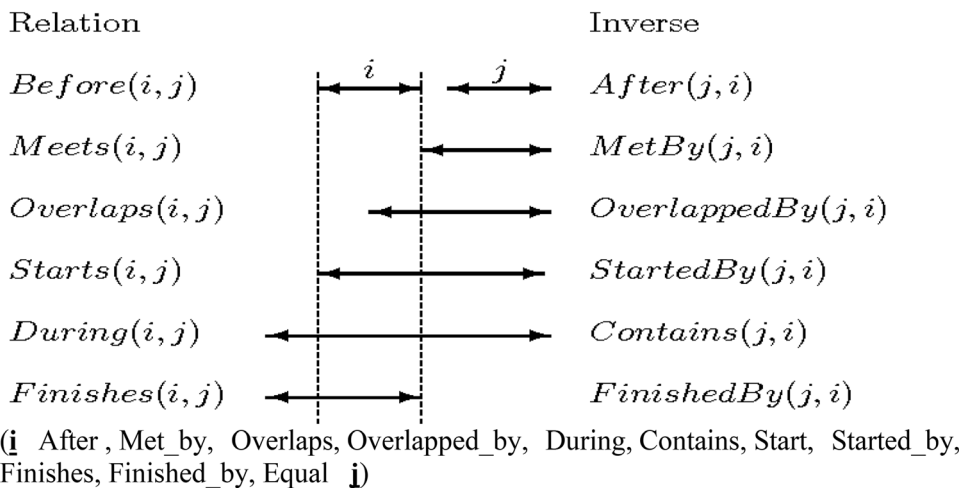 Relation Inverse
Before(i, j) i j After(j, i)
Meets(i, j) MetBy(j, i)
Overlaps(i, j) OverlappedBy(j, i)
Starts(i, j) StartedBy(j, i)
During(i, j) Contains(j, i)
Finishes(i, j) FinishedBy(j, i)
(i After , Met_by, Overlaps, Overlapped_by, During, Contains, Start, Started_by,
Finishes, Finished_by, Equal j)